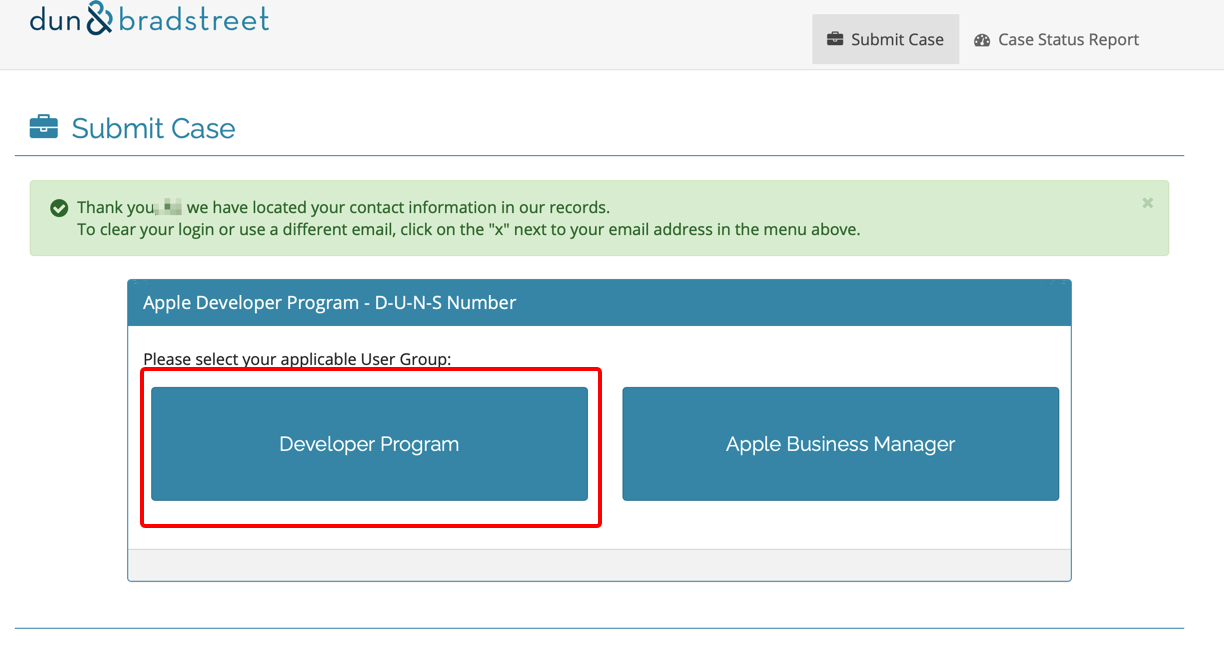 dun & bradstreet
Submit Case
Case Status Report
Submit Case
Thank you, we have located your contact information in our records.
To clear your login or use a different email, click on the "x" next to your email address in the menu above.
×
Apple Developer Program - D-U-N-S Number
Please select your applicable User Group:
Developer Program
Apple Business Manager